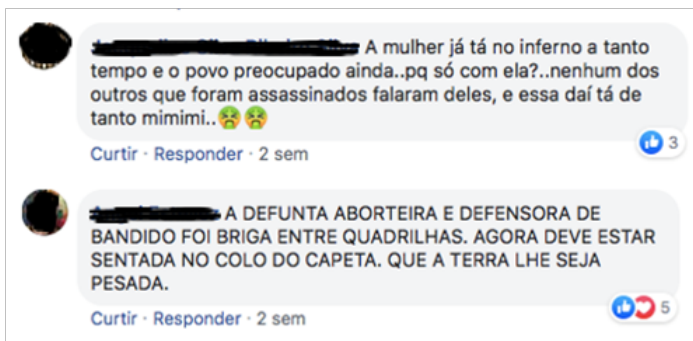 A mulher já tá no inferno a tanto
tempo e o povo preocupado ainda..pq só com ela?..nenhum dos
outros que foram assassinados falaram deles, e essa daí tá de
tanto mimimi..🤮🤮
3
Curtir · Responder · 2 sem
A DEFUNTA ABORTEIRA E DEFENSORA DE
BANDIDO FOI BRIGA ENTRE QUADRILHAS. AGORA DEVE ESTAR
SENTADA NO COLO DO CAPETA. QUE A TERRA LHE SEJA
PESADA.
5
Curtir · Responder · 2 sem